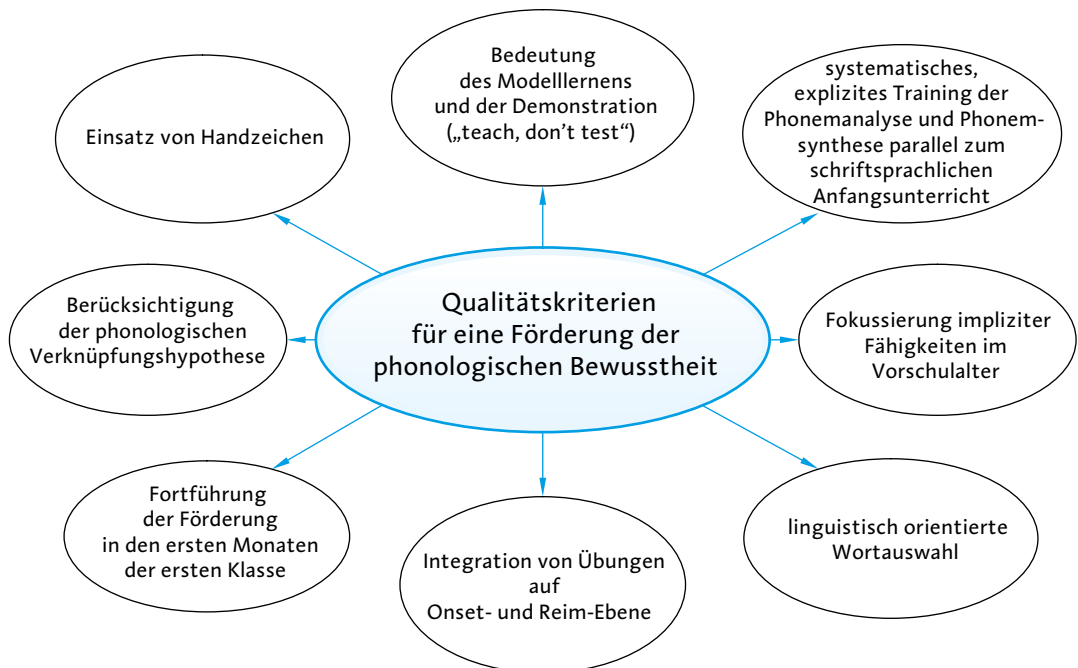 Einsatz von Handzeichen
Bedeutung
des Modelllernens
und der Demonstration
(„teach, don’t test“)
systematisches,
explizites Training der
Phonemanalyse und Phonem-
synthese parallel zum
schriftsprachlichen
Anfangsunterricht
Berücksichtigung
der phonologischen
Verknüpfungshypothese
Qualitätskriterien
für eine Förderung der
phonologischen Bewusstheit
Fokussierung impliziter
Fähigkeiten im
Vorschulalter
Fortführung
der Förderung
in den ersten Monaten
der ersten Klasse
Integration von Übungen
auf
Onset- und Reim-Ebene
linguistisch orientierte
Wortauswahl